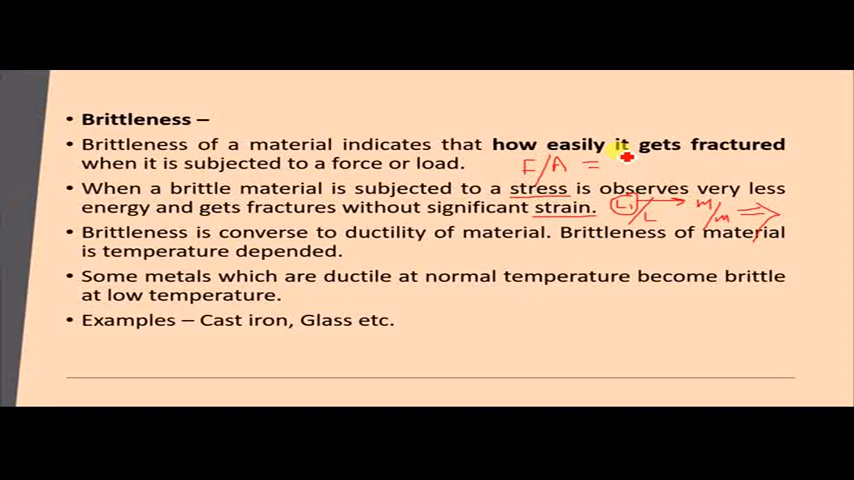 • Brittleness –
• Brittleness of a material indicates that how easily it gets fractured
when it is subjected to a force or load.
F/A =
• When a brittle material is subjected to a stress is observes very less
energy and gets fractures without significant strain.
L1/L → m/m ⇒
• Brittleness is converse to ductility of material. Brittleness of material
is temperature depended.
• Some metals which are ductile at normal temperature become brittle
at low temperature.
• Examples – Cast iron, Glass etc.